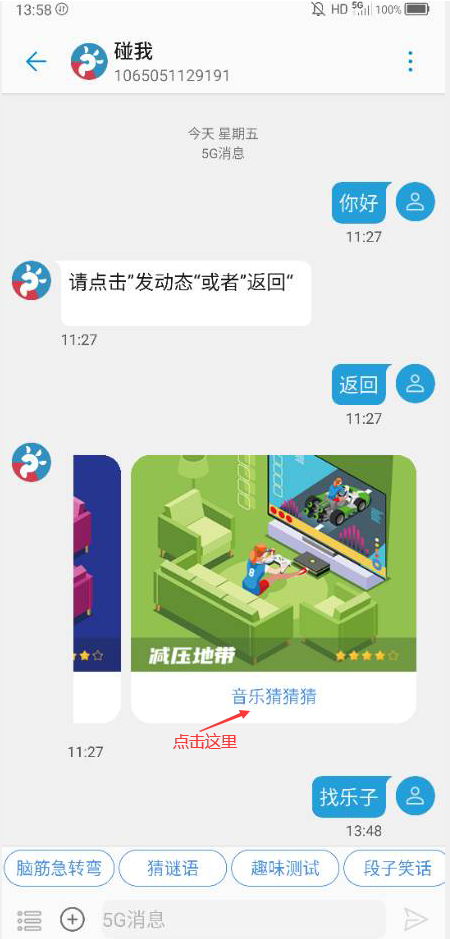 13:58
HD 5G 100%
碰我
1065051129191
今天 星期五
5G消息
你好
11:27
请点击”发动态“或者”返回“
11:27
返回
11:27
8
减压地带
音乐猜猜猜
点击这里
11:27
找乐子
13:48
脑筋急转弯
猜谜语
趣味测试
段子笑话
5G消息